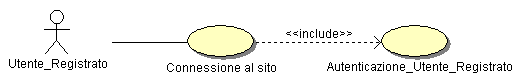 <<include>>
Utente_Registrato
Connessione al sito
Autenticazione_Utente_Registrato